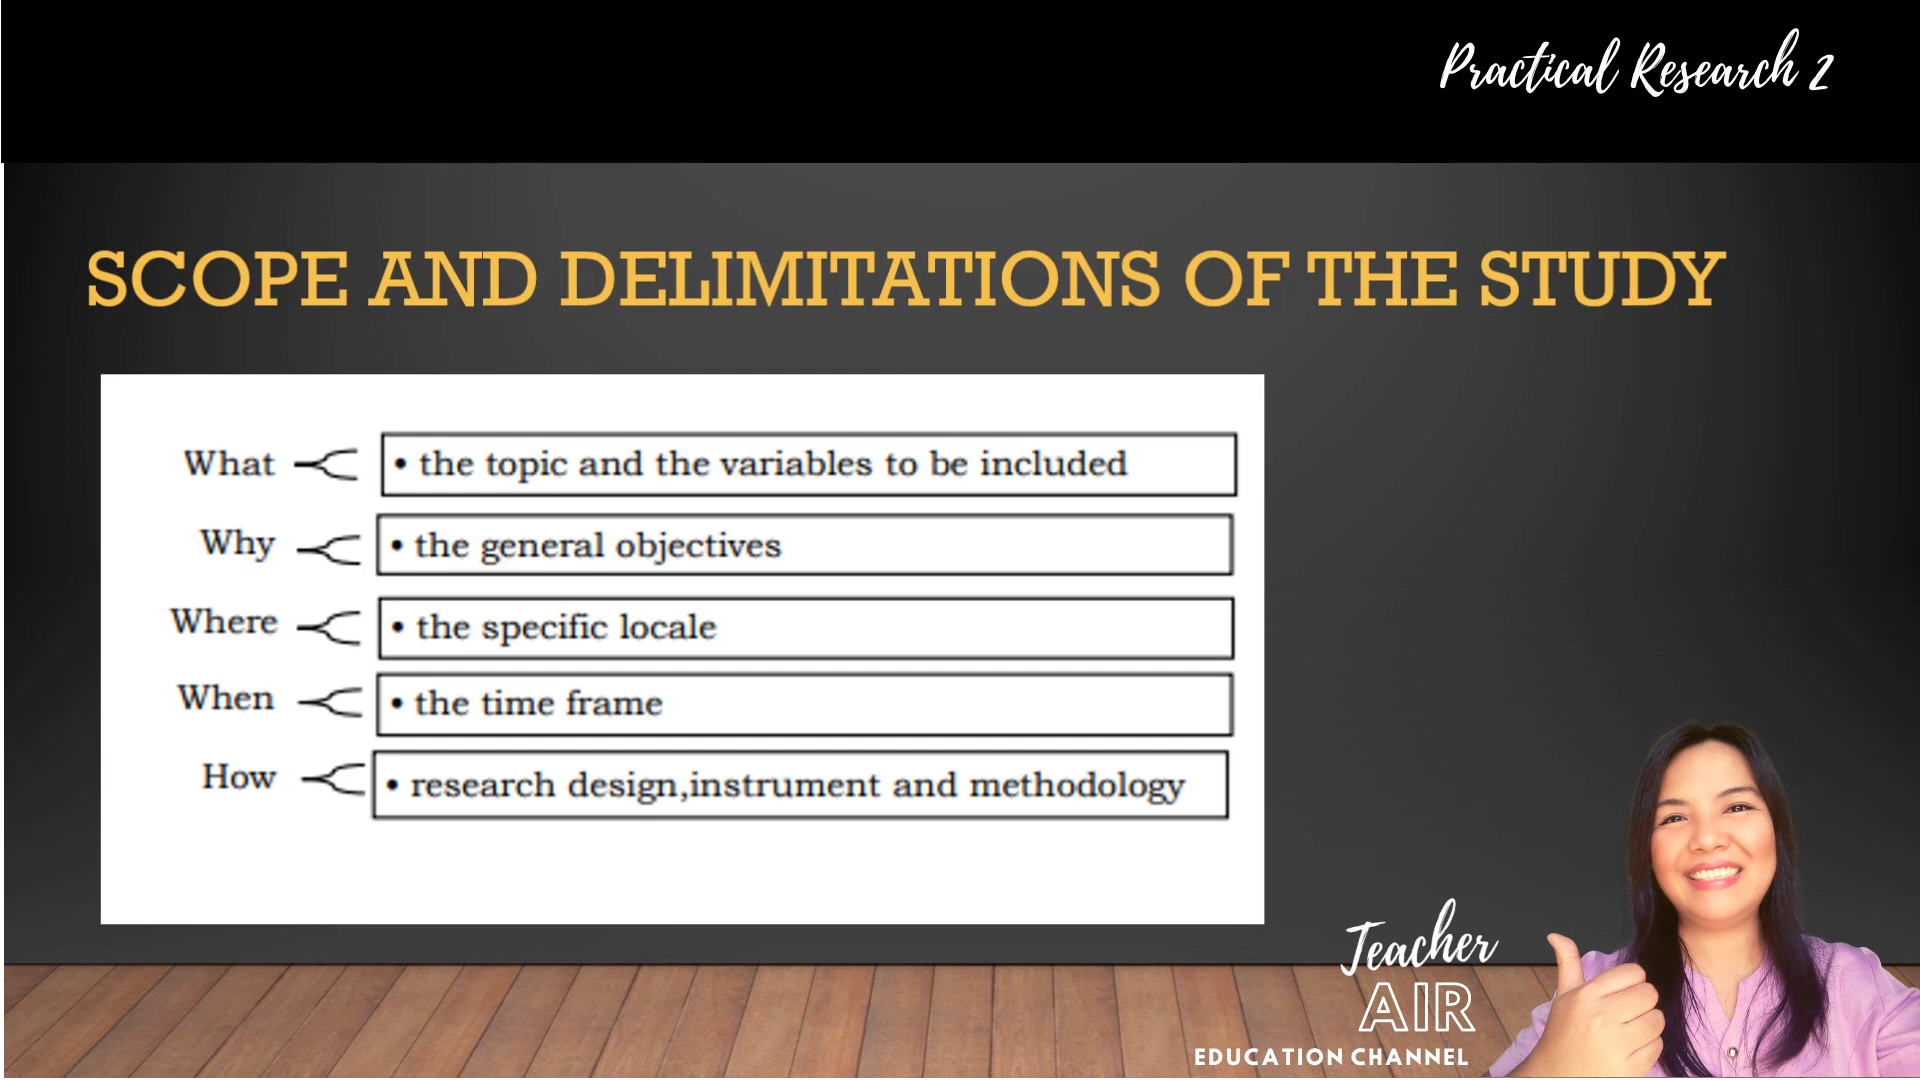 Practical Research 2
SCOPE AND DELIMITATIONS OF THE STUDY
What • the topic and the variables to be included
Why • the general objectives
Where • the specific locale
When • the time frame
How • research design,instrument and methodology
Teacher
AIR
EDUCATION CHANNEL